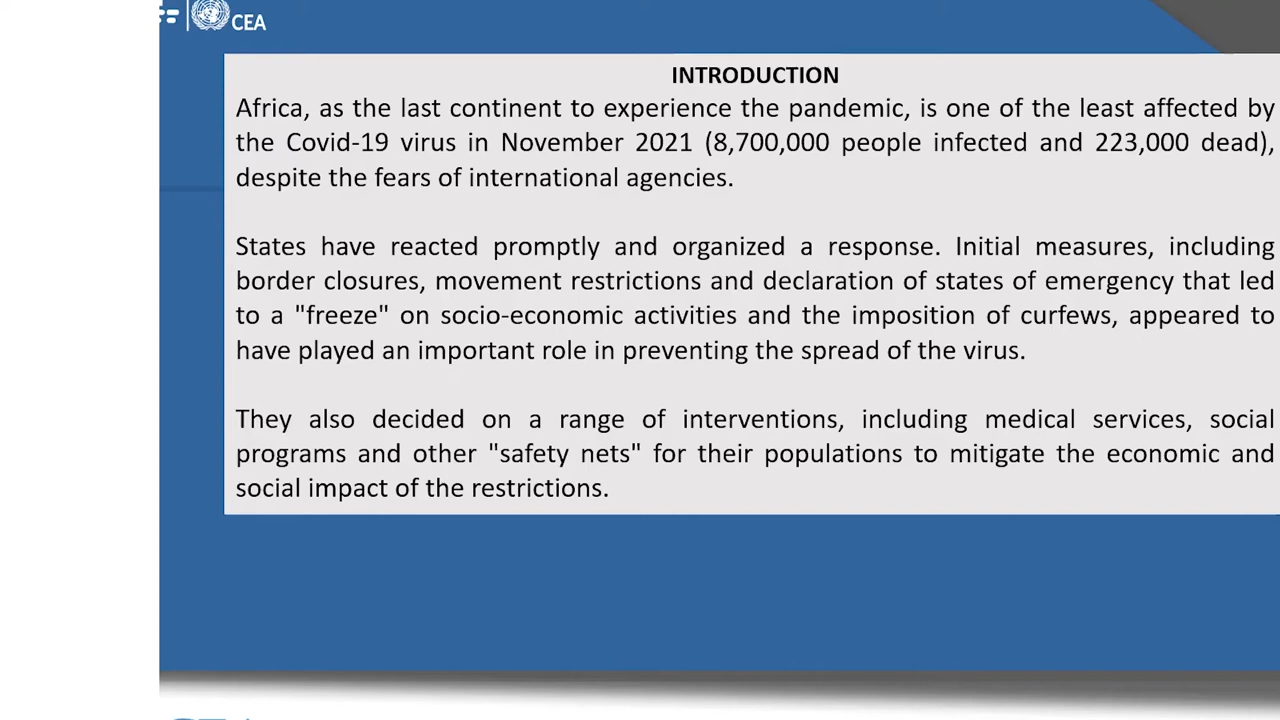 CEA
INTRODUCTION
Africa, as the last continent to experience the pandemic, is one of the least affected by
the Covid-19 virus in November 2021 (8,700,000 people infected and 223,000 dead),
despite the fears of international agencies.
States have reacted promptly and organized a response. Initial measures, including
border closures, movement restrictions and declaration of states of emergency that led
to a "freeze" on socio-economic activities and the imposition of curfews, appeared to
have played an important role in preventing the spread of the virus.
They also decided on a range of interventions, including medical services, social
programs and other "safety nets" for their populations to mitigate the economic and
social impact of the restrictions.